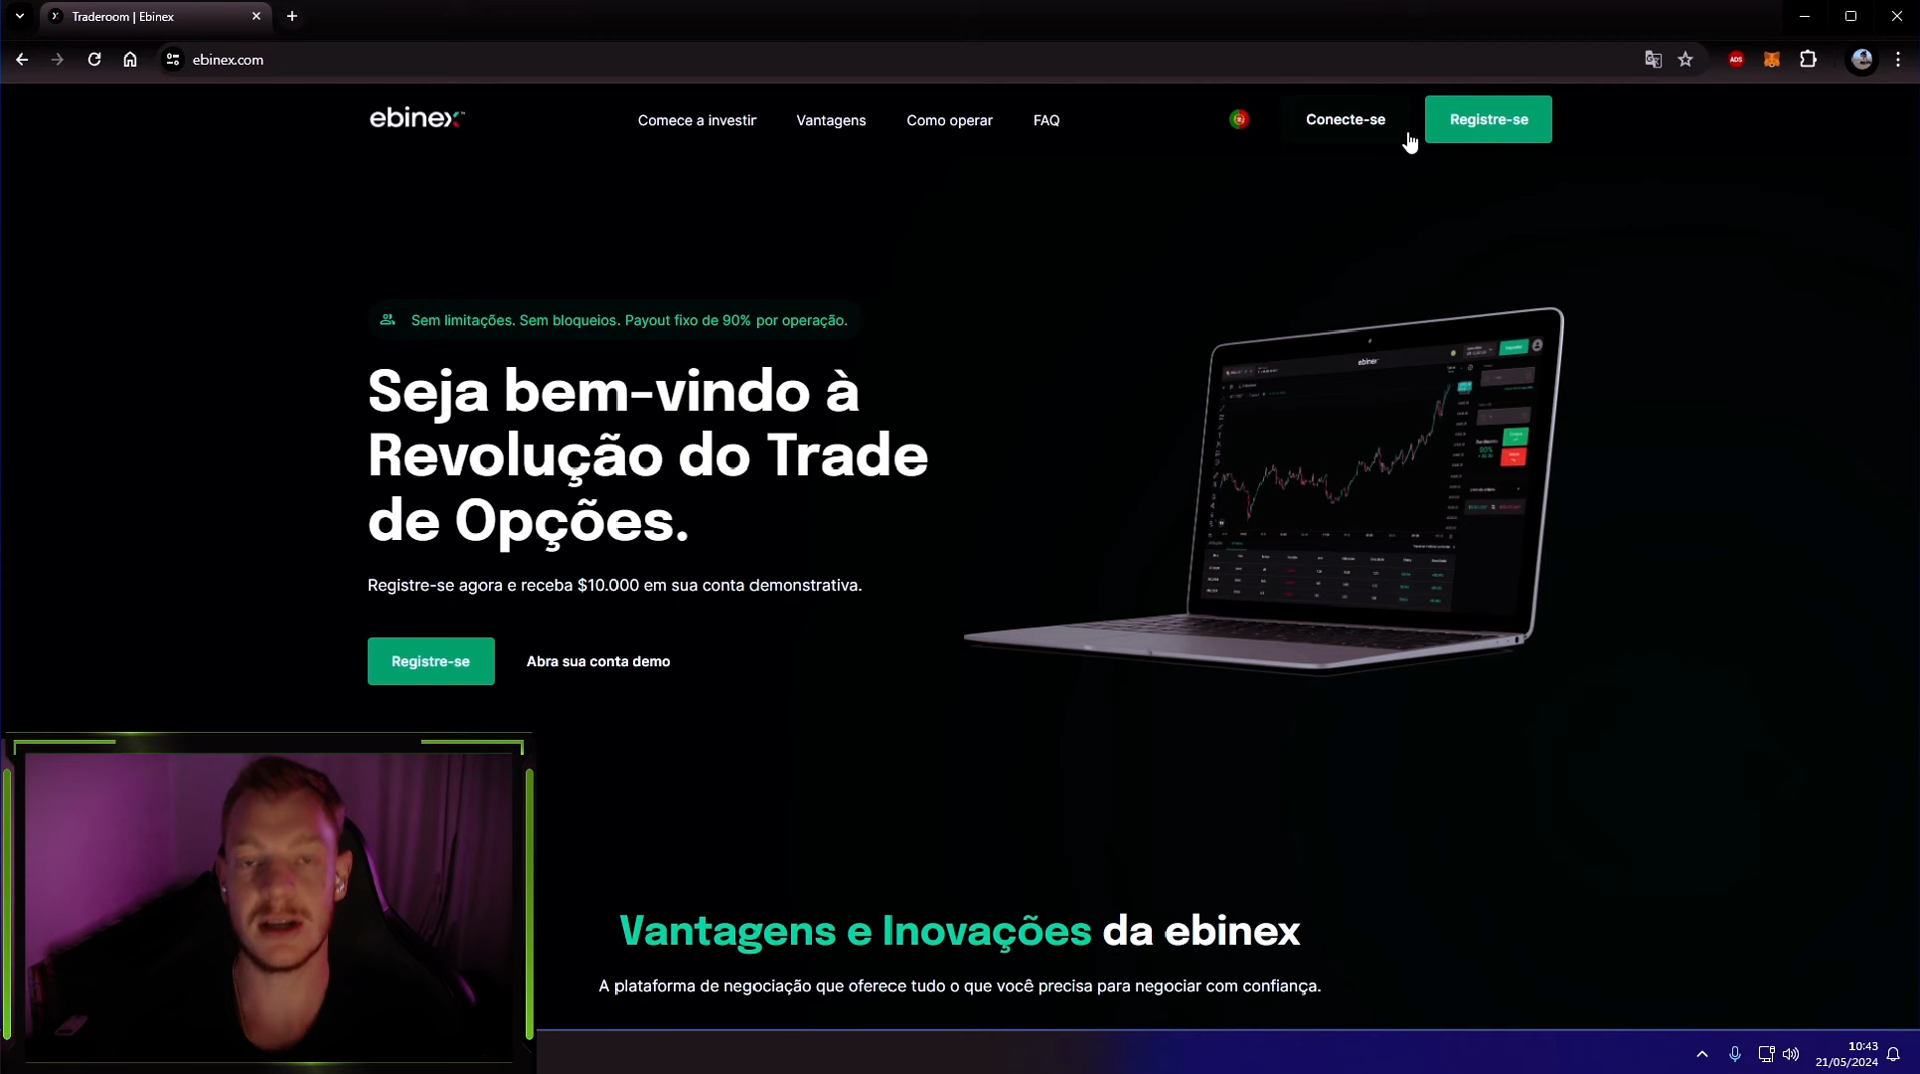 Traderoom | Ebinex
ebinex.com
ADS
ebinex
Comece a investir
Vantagens
Como operar
FAQ
Conecte-se
Registre-se
Sem limitações. Sem bloqueios. Payout fixo de 90% por operação.
Seja bem-vindo à
Revolução do Trade
de Opções.
Registre-se agora e receba $10.000 em sua conta demonstrativa.
Registre-se
Abra sua conta demo
ebinex
90%
Vantagens e Inovações da ebinex
A plataforma de negociação que oferece tudo o que você precisa para negociar com confiança.
10:43
21/05/2024